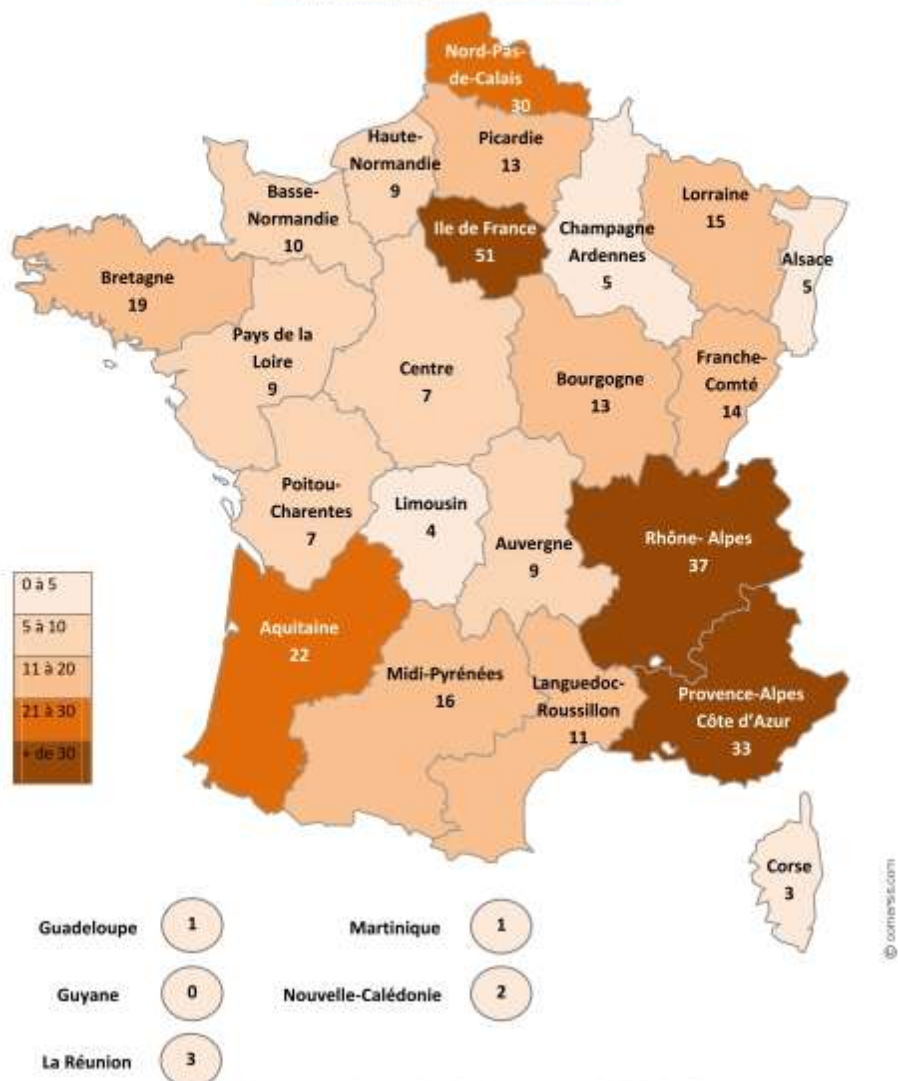 Nord-Pas-
de-Calais
30
Haute-
Normandie
9
Picardie
13
Basse-
Normandie
10
Ile de France
51
Champagne
Ardennes
5
Lorraine
15
Alsace
5
Bretagne
19
Pays de la
Loire
9
Centre
7
Bourgogne
13
Franche-
Comté
14
Poitou-
Charentes
7
Limousin
4
Auvergne
9
Rhône- Alpes
37
0 à 5
5 à 10
11 à 20
21 à 30
+ de 30
Aquitaine
22
Midi-Pyrénées
16
Languedoc-
Roussillon
11
Provence-Alpes
Côte d'Azur
33
Corse
3
© comarsis.com
Guadeloupe 1
Martinique 1
Guyane 0
Nouvelle-Calédonie 2
La Réunion 3